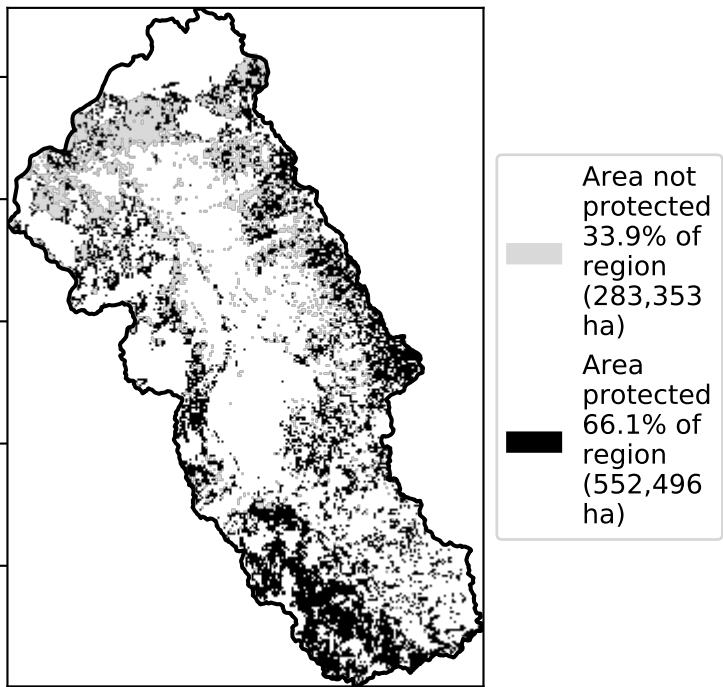 Area not
protected
33.9% of
region
(283,353
ha)
Area
protected
66.1% of
region
(552,496
ha)